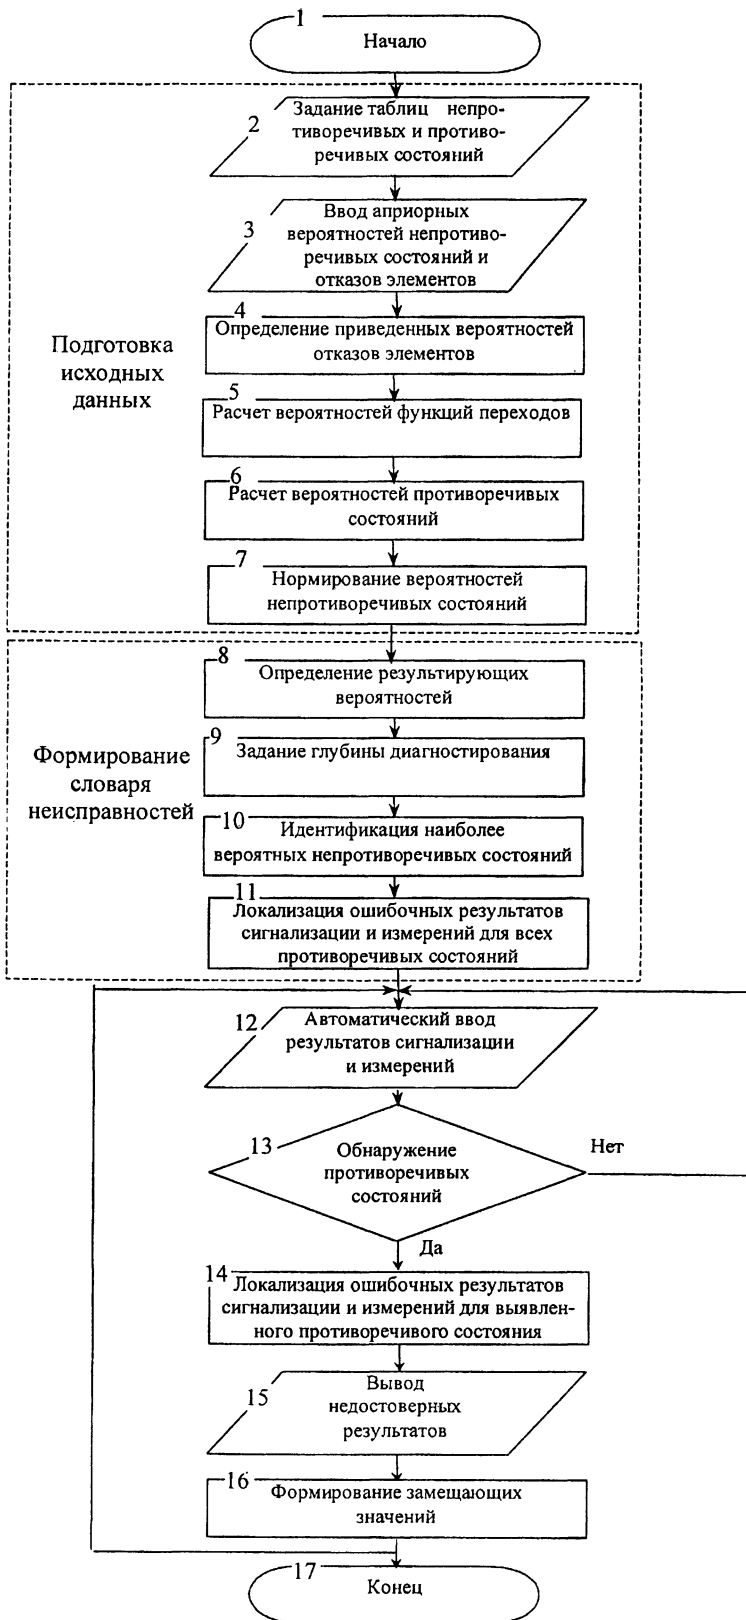 1
Начало
2
Задание таблиц непро-
тиворечивых и противо-
речивых состояний
3
Ввод априорных
вероятностей непротиво-
речивых состояний и
отказов элементов
4
Определение приведенных вероятностей
отказов элементов
Подготовка
исходных
данных
5
Расчет вероятностей функций переходов
6
Расчет вероятностей противоречивых
состояний
7
Нормирование вероятностей
непротиворечивых состояний
8
Определение результирующих
вероятностей
Формирование
словаря
неисправностей
9
Задание глубины диагностирования
10
Идентификация наиболее
вероятных непротиворечивых состояний
11
Локализация ошибочных результатов
сигнализации и измерений для всех
противоречивых состояний
12
Автоматический ввод
результатов сигнализации
и измерений
13
Обнаружение
противоречивых
состояний
Нет
Да
14
Локализация ошибочных результатов
сигнализации и измерений для выявлен-
ного противоречивого состояния
15
Вывод
недостоверных
результатов
16
Формирование замещающих
значений
17
Конец